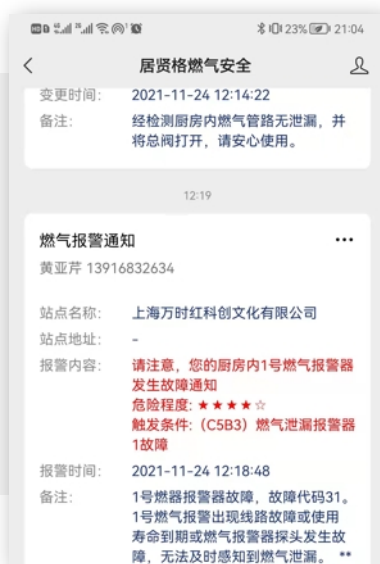 23% 21:04
居贤格燃气安全
变更时间: 2021-11-24 12:14:22
备注: 经检测厨房内燃气管路无泄漏，并
将总阀打开，请安心使用。
12:19
燃气报警通知
黄亚芹 13916832634
站点名称: 上海万时红科创文化有限公司
站点地址: -
报警内容: 请注意，您的厨房内1号燃气报警器
发生故障通知
危险程度: ★★★★☆
触发条件:（C5B3）燃气泄漏报警器
1故障
报警时间: 2021-11-24 12:18:48
备注: 1号燃器报警器故障，故障代码31。
1号燃气报警出现线路故障或使用
寿命到期或燃气报警器探头发生故
障，无法及时感知到燃气泄漏。 **